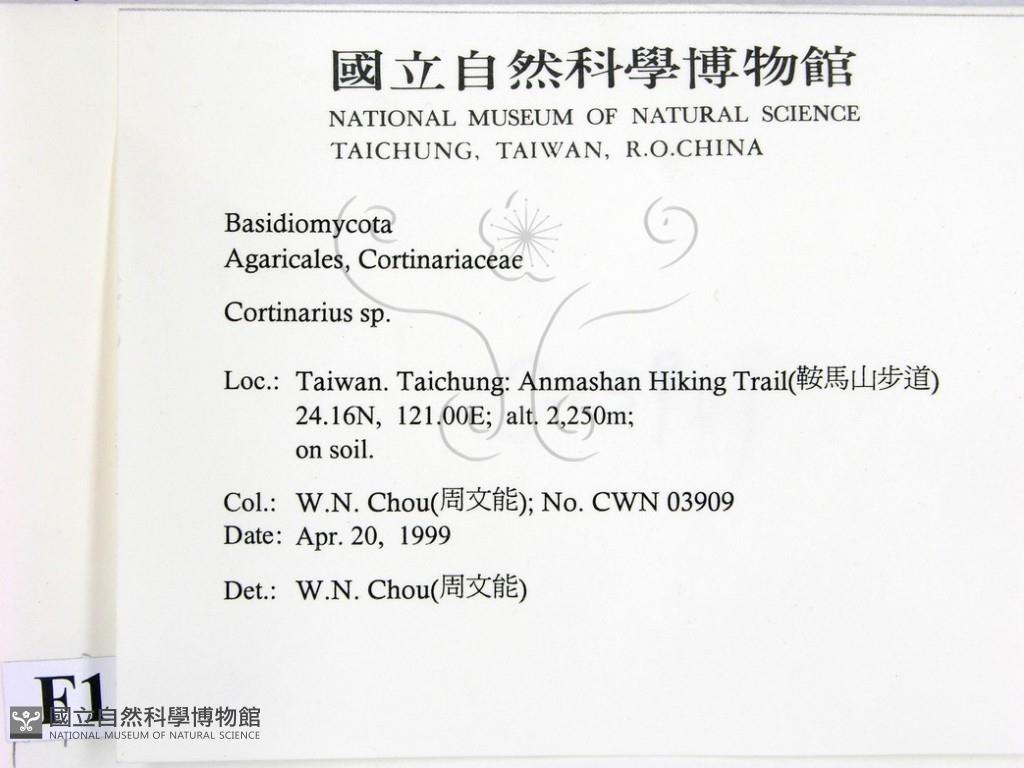 國立自然科學博物館
NATIONAL MUSEUM OF NATURAL SCIENCE
TAICHUNG, TAIWAN, R.O.CHINA
Basidiomycota
Agaricales, Cortinariaceae
Cortinarius sp.
Loc.: Taiwan. Taichung: Anmashan Hiking Trail(鞍馬山步道)
24.16N, 121.00E; alt. 2,250m;
on soil.
Col.: W.N. Chou(周文能); No. CWN 03909
Date: Apr. 20, 1999
Det.: W.N. Chou(周文能)
F1
國立自然科學博物館
NATIONAL MUSEUM OF NATURAL SCIENCE